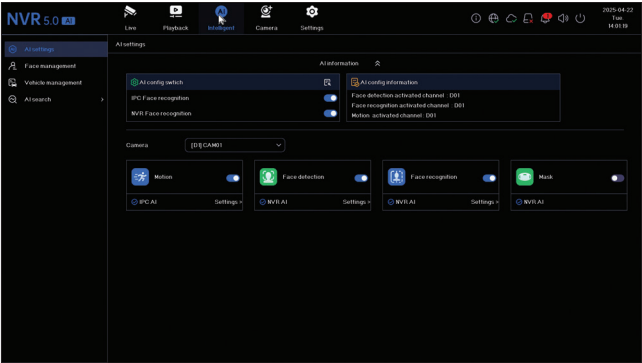 NVR 5.0 AI
Live
Playback
AI
Intelligent
Camera
Settings
2025-04-22
Tue.
14:01:19
AI settings
Face management
Vehicle management
AI search
AI settings
AI information
AI config swtich
IPC Face recognition
NVR Face recognition
AI config information
Face detection activated channel : D01
Face recognition activated channel : D01
Motion activated channel : D01
Camera
[D1] CAM01
Motion
IPC AI
Settings »
Face detection
NVR AI
Settings »
Face recognition
NVR AI
Settings »
Mask
NVR AI